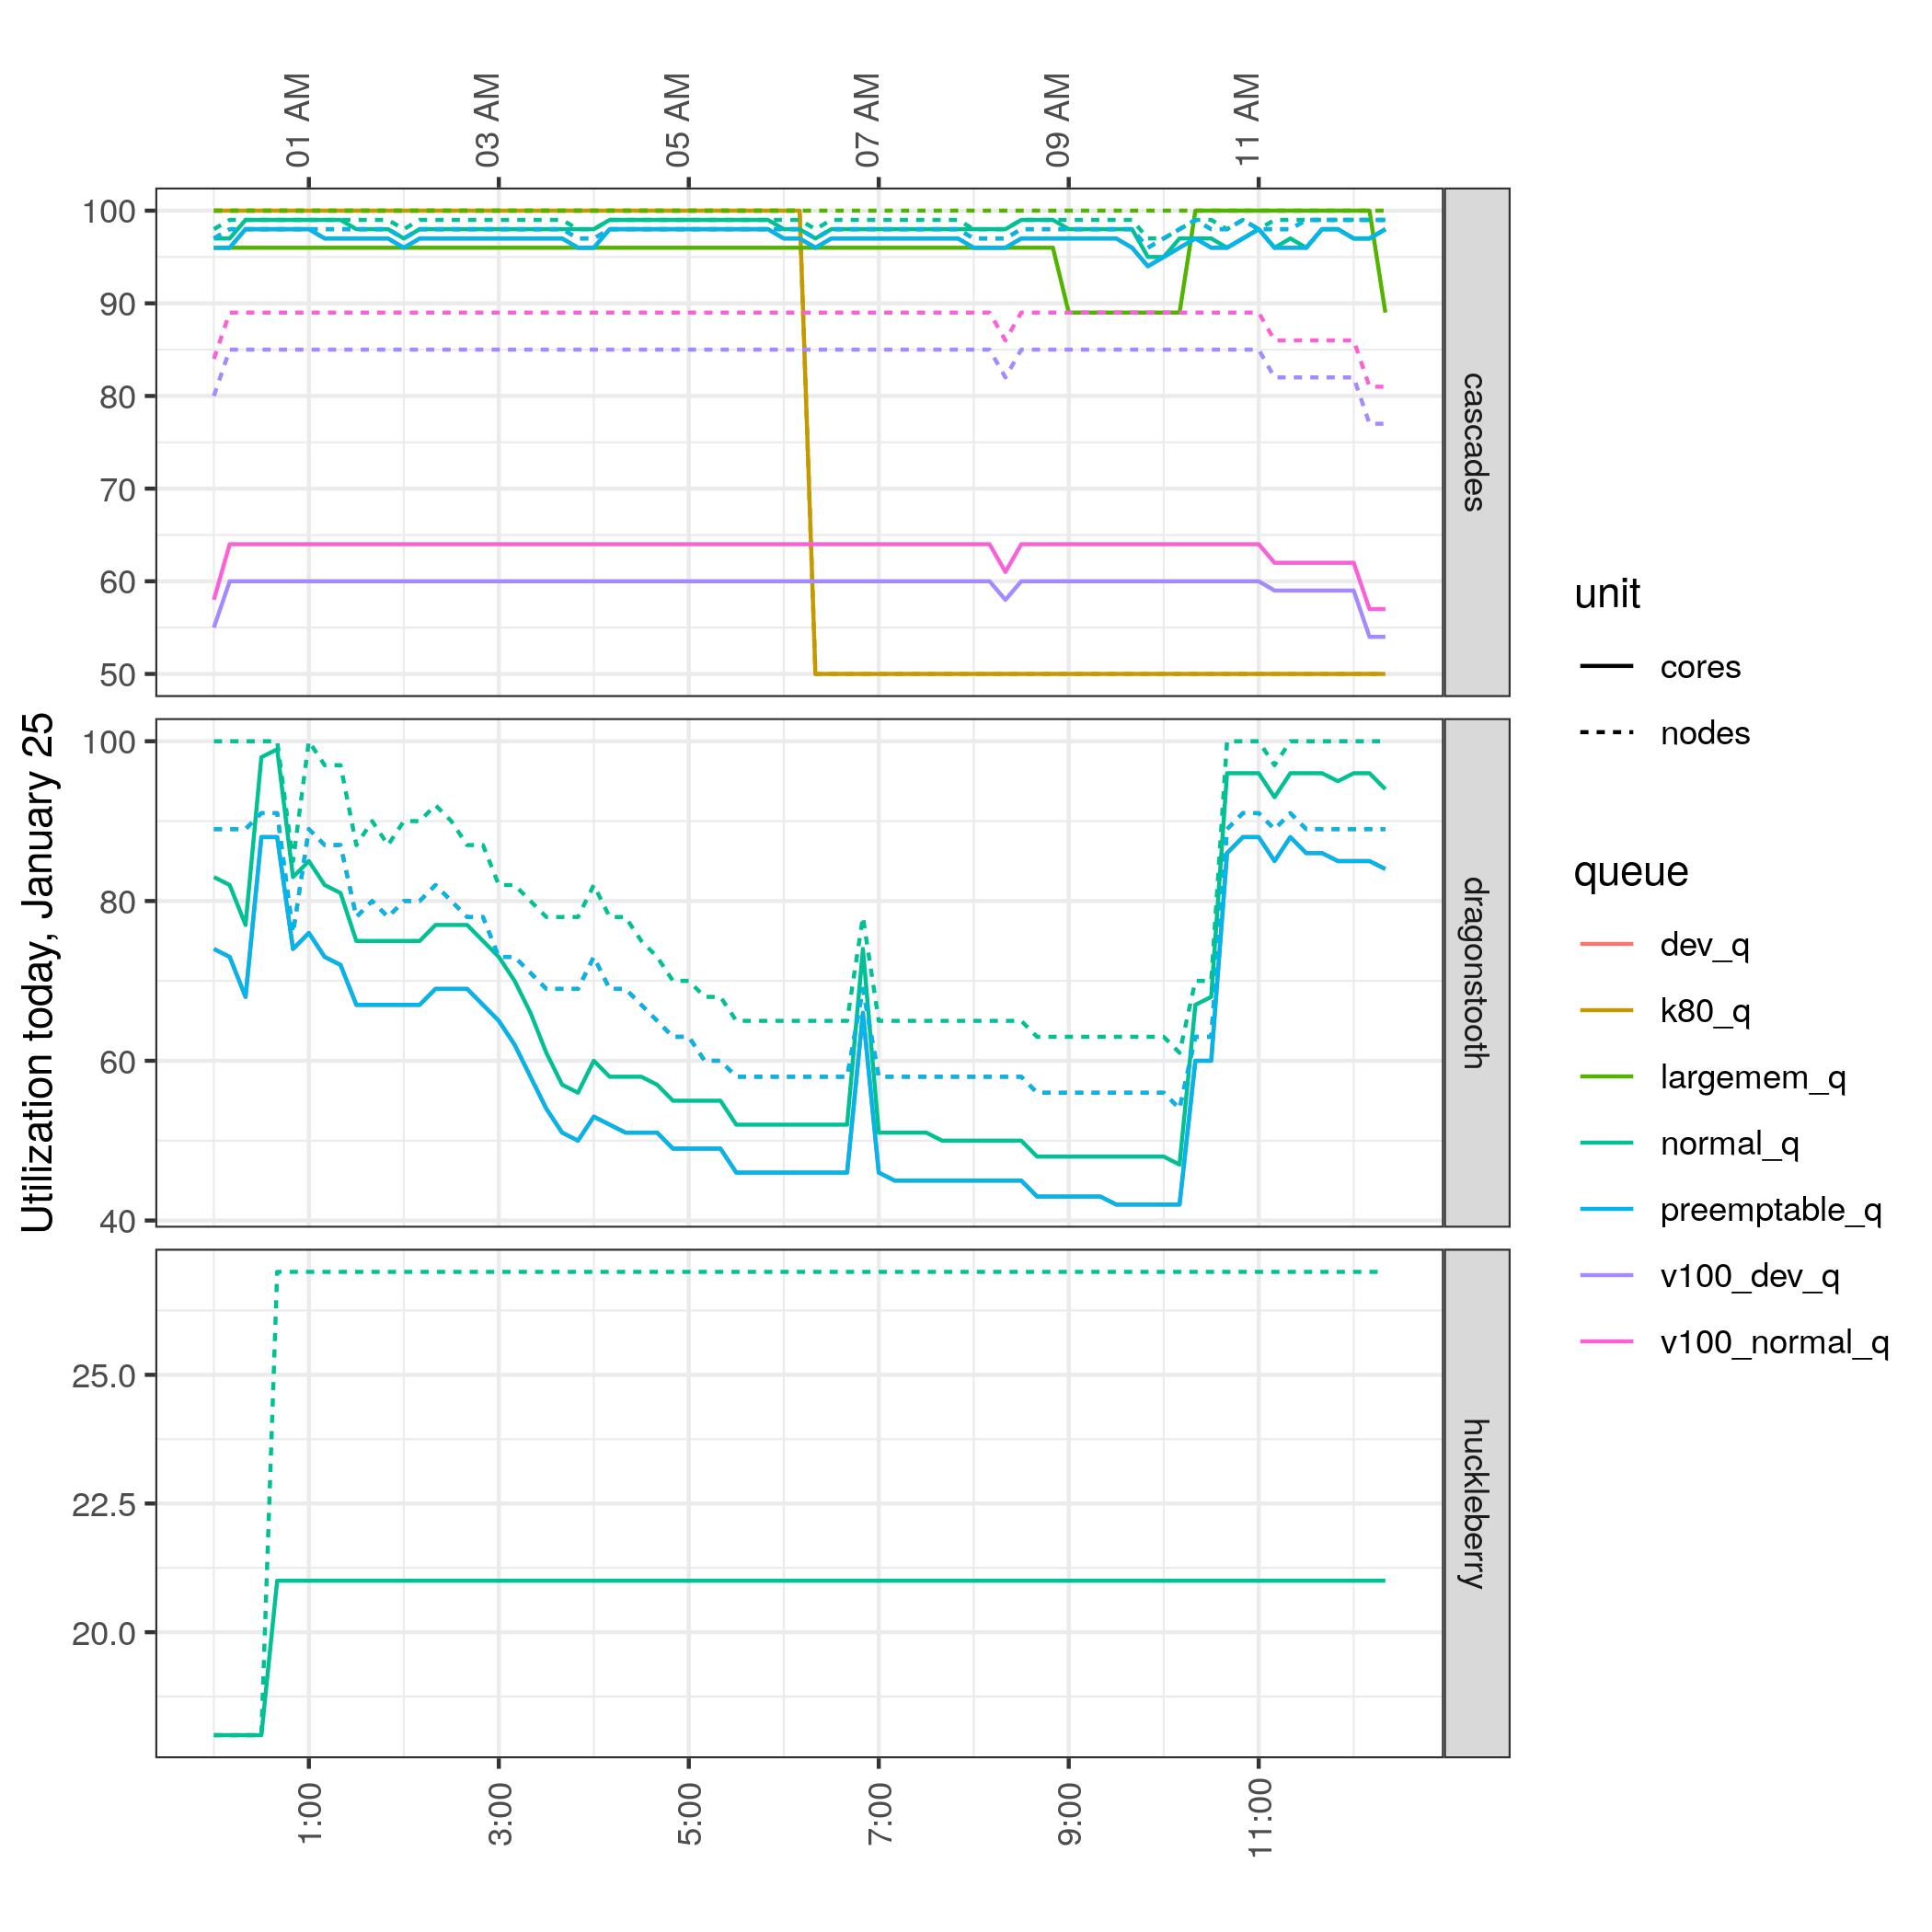 01 AM
03 AM
05 AM
07 AM
09 AM
11 AM
Utilization today, January 25
100
90
80
70
60
50
cascades
100
80
60
40
dragonstooth
25.0
22.5
20.0
huckleberry
1:00
3:00
5:00
7:00
9:00
11:00
unit
cores
nodes
queue
dev_q
k80_q
largemem_q
normal_q
preemptable_q
v100_dev_q
v100_normal_q